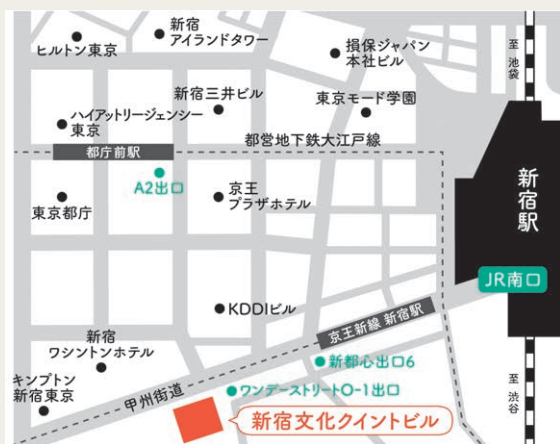 新宿
アイランドタワー
ヒルトン東京
損保ジャパン
本社ビル
至 池袋
新宿三井ビル
東京モード学園
ハイアットリージェンシー
東京
都営地下鉄大江戸線
都庁前駅
A2出口
京王
プラザホテル
東京都庁
新宿駅
JR南口
KDDIビル
京王新線 新宿駅
新宿
ワシントンホテル
新都心出口6
キンプトン
新宿東京
甲州街道
ワンデーストリートO-1出口
至 渋谷
新宿文化クイントビル